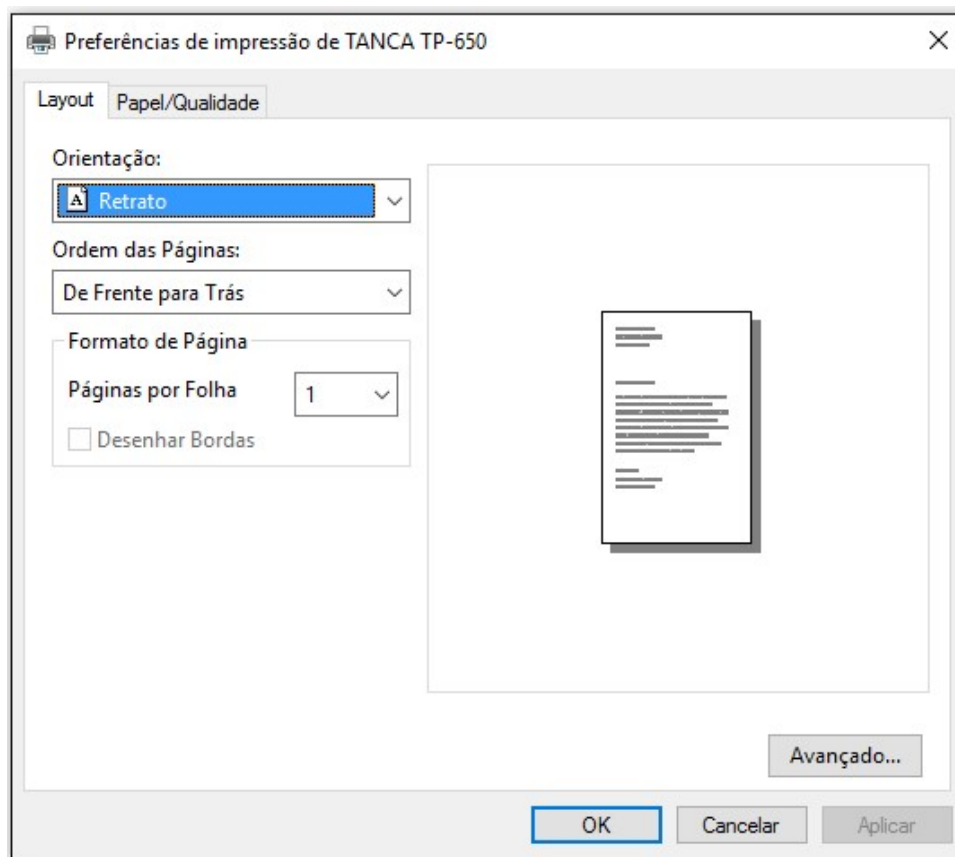 Preferências de impressão de TANCA TP-650
Layout Papel/Qualidade
Orientação:
A Retrato
Ordem das Páginas:
De Frente para Trás
Formato de Página
Páginas por Folha 1
Desenhar Bordas
Avançado...
OK Cancelar Aplicar